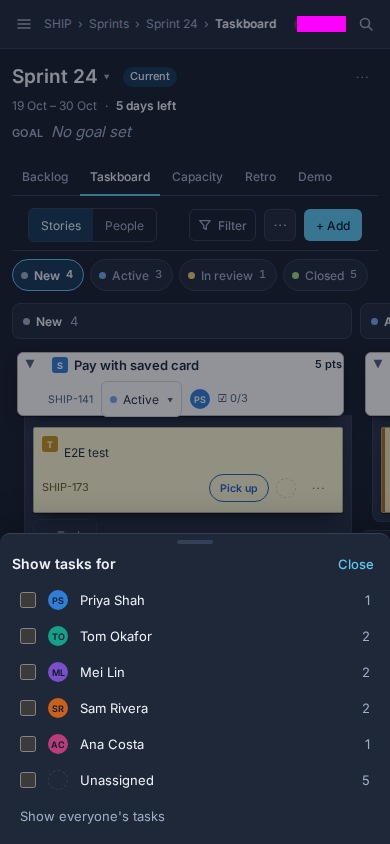 SHIP › Sprints › Sprint 24 › Taskboard
Sprint 24 ▾ Current ···
19 Oct – 30 Oct · 5 days left
GOAL No goal set
Backlog Taskboard Capacity Retro Demo
Stories People Filter ··· + Add
New 4 Active 3 In review 1 Closed 5
New 4
▼ S Pay with saved card 5 pts ▼
SHIP-141 Active ▾ PS ☑ 0/3
T E2E test
SHIP-173 Pick up ···
Show tasks for Close
PS Priya Shah 1
TO Tom Okafor 2
ML Mei Lin 2
SR Sam Rivera 2
AC Ana Costa 1
Unassigned 5
Show everyone's tasks